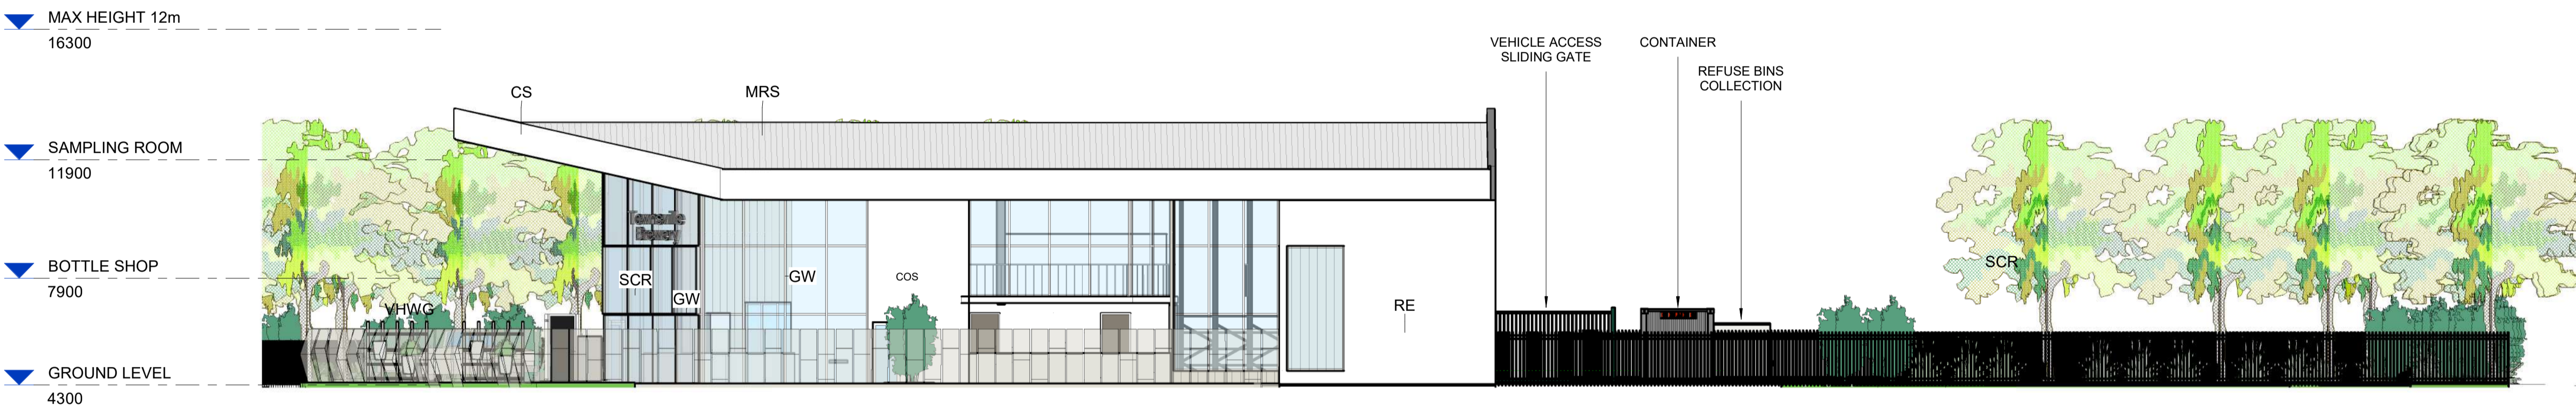 MAX HEIGHT 12m
16300
SAMPLING ROOM
11900
BOTTLE SHOP
7900
GROUND LEVEL
4300
CS
MRS
VEHICLE ACCESS
SLIDING GATE
CONTAINER
REFUSE BINS
COLLECTION
Brewery
SCR
GW
GW
COS
VHWG
RE
SCR